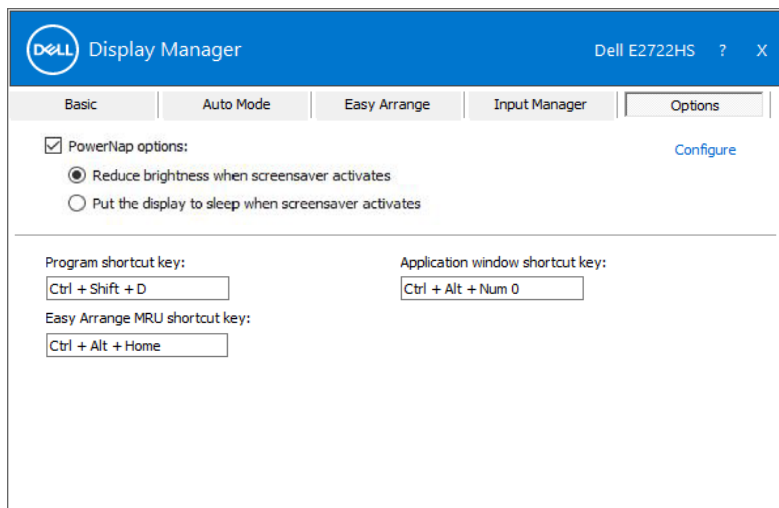 DELL Display Manager Dell E2722HS ? X
Basic Auto Mode Easy Arrange Input Manager Options
PowerNap options: Configure
Reduce brightness when screensaver activates
Put the display to sleep when screensaver activates
Program shortcut key: Application window shortcut key:
Ctrl + Shift + D Ctrl + Alt + Num 0
Easy Arrange MRU shortcut key:
Ctrl + Alt + Home